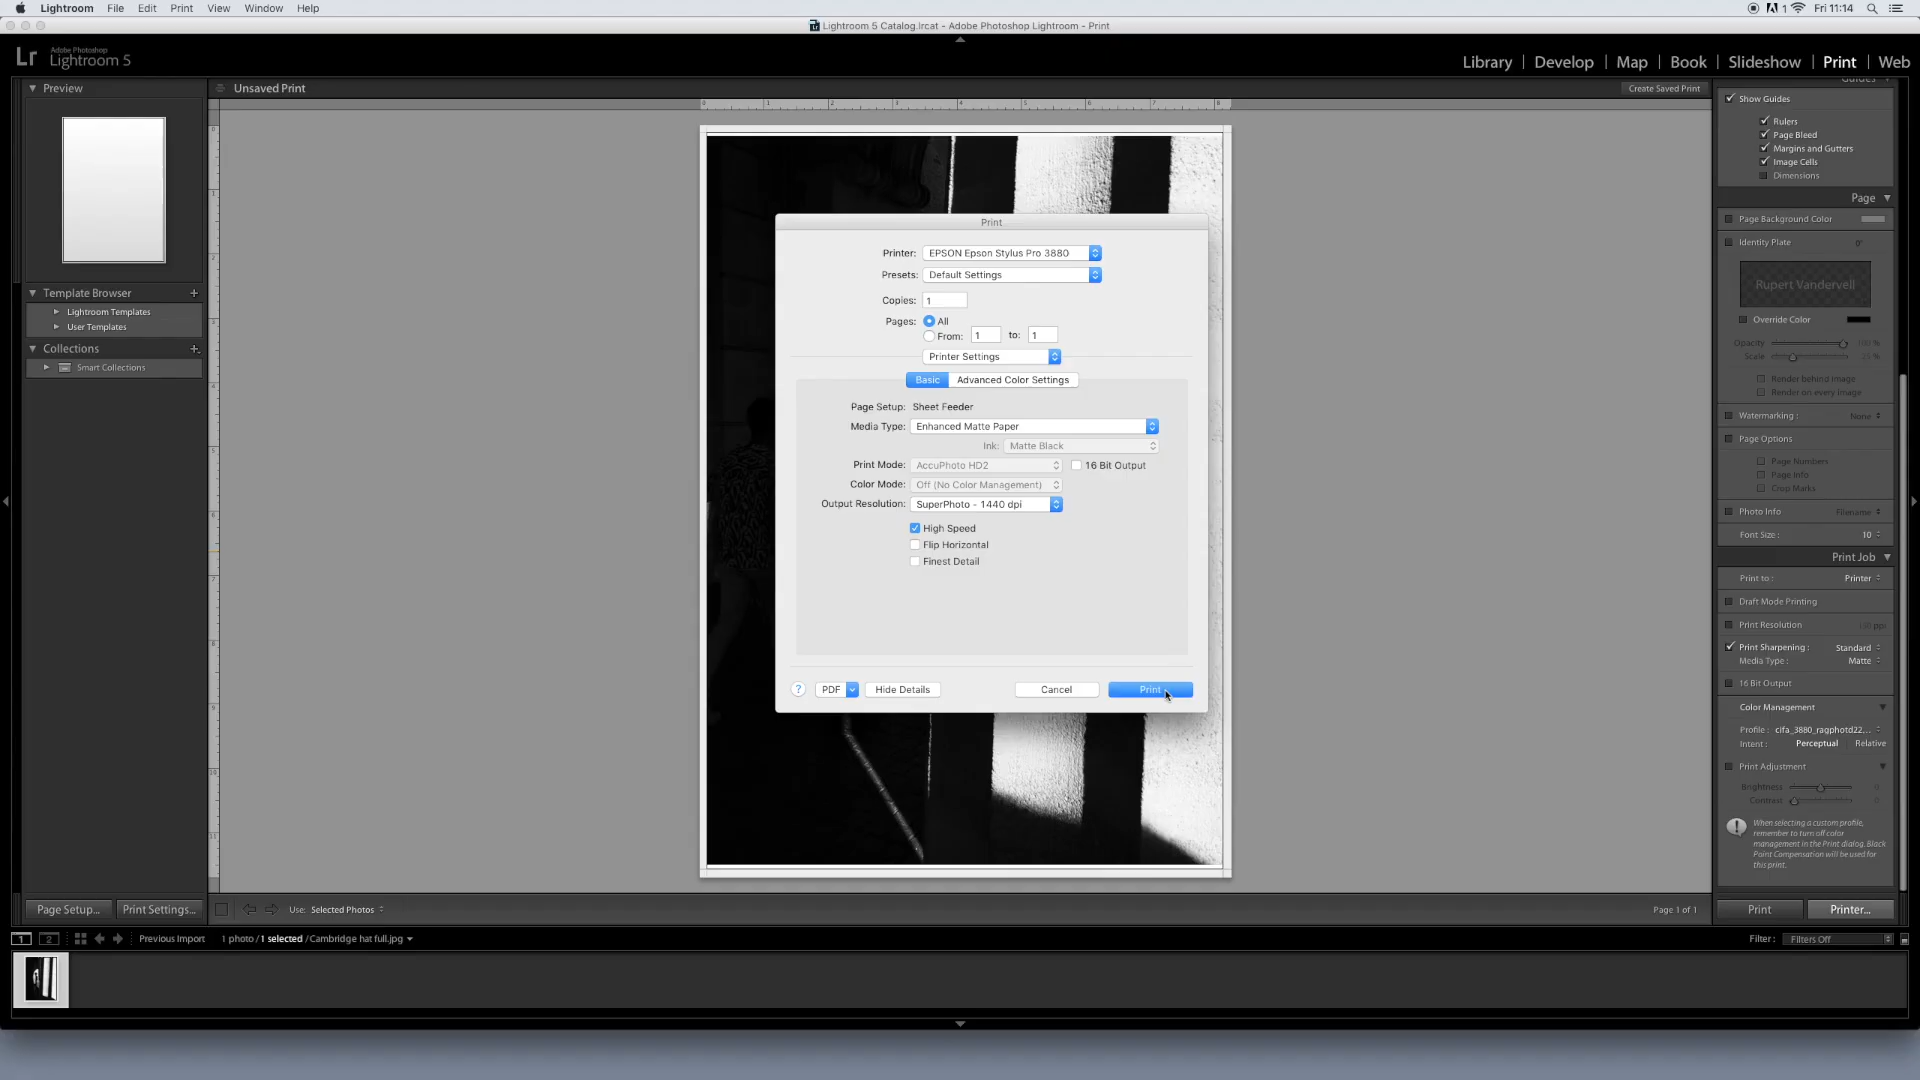 Lightroom File Edit Print View Window Help 1 Fri 11:14
Lightroom 5 Catalog.lrcat - Adobe Photoshop Lightroom - Print
Lr Adobe Photoshop
Lightroom 5
Library | Develop | Map | Book | Slideshow | Print | Web
Preview
Unsaved Print
Create Saved Print
Guides
Show Guides
Rulers
Page Bleed
Margins and Gutters
Image Cells
Dimensions
Page
Page Background Color
Identity Plate 0°
Rupert Vandervell
Override Color
Opacity 100 %
Scale 25 %
Render behind image
Render on every image
Watermarking : None
Page Options
Page Numbers
Page Info
Crop Marks
Photo Info Filename
Font Size : 10
Print Job
Print to : Printer
Draft Mode Printing
Print Resolution ppi
Print Sharpening : Standard
Media Type : Matte
16 Bit Output
Color Management
Profile : cifa_3880_ragphotd22...
Intent : Perceptual Relative
Print Adjustment
Brightness 0
Contrast 0
When selecting a custom profile,
remember to turn off color
management in the Print dialog. Black
Point Compensation will be used for
this print.
Print Printer...
Template Browser +
Lightroom Templates
User Templates
Collections +
Smart Collections
Print
Printer: EPSON Epson Stylus Pro 3880
Presets: Default Settings
Copies: 1
Pages: All
From: 1 to: 1
Printer Settings
Basic Advanced Color Settings
Page Setup: Sheet Feeder
Media Type: Enhanced Matte Paper
Ink: Matte Black
Print Mode: AccuPhoto HD2 16 Bit Output
Color Mode: Off (No Color Management)
Output Resolution: SuperPhoto - 1440 dpi
High Speed
Flip Horizontal
Finest Detail
? PDF Hide Details Cancel Print
Page Setup... Print Settings...
Use: Selected Photos
Page 1 of 1
1 2 Previous Import 1 photo / 1 selected / Cambridge hat full.jpg
Filter : Filters Off